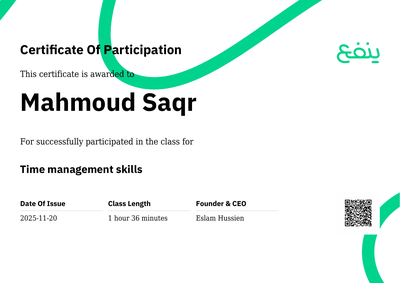 Certificate Of Participation
ينفع
This certificate is awarded to
Mahmoud Saqr
For successfully participated in the class for
Time management skills
Date Of Issue Class Length Founder & CEO
2025-11-20 1 hour 36 minutes Eslam Hussien